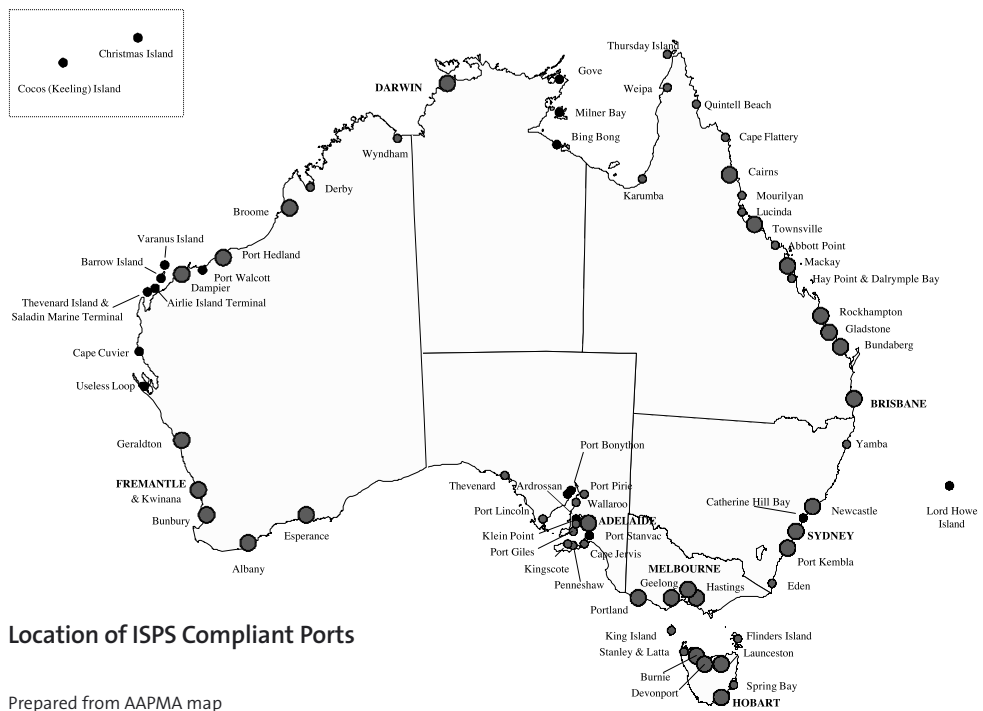 Christmas Island
Cocos (Keeling) Island
Thursday Island
Gove
DARWIN
Weipa
Quintell Beach
Milner Bay
Bing Bong
Cape Flattery
Wyndham
Cairns
Derby
Karumba
Mourilyan
Broome
Lucinda
Townsville
Varanus Island
Abbott Point
Port Hedland
Barrow Island
Mackay
Port Walcott
Hay Point & Dalrymple Bay
Dampier
Thevenard Island &
Saladin Marine Terminal
Airlie Island Terminal
Rockhampton
Gladstone
Bundaberg
Cape Cuvier
Useless Loop
BRISBANE
Geraldton
Port Bonython
Yamba
FREMANTLE
& Kwinana
Thevenard
Ardrossan
Port Pirie
Wallaroo
Catherine Hill Bay
Newcastle
Lord Howe
Island
Bunbury
Port Lincoln
ADELAIDE
Esperance
Klein Point
Port Stanvac
SYDNEY
Port Giles
Cape Jervis
Port Kembla
Albany
Kingscote
Penneshaw
MELBOURNE
Geelong
Hastings
Eden
Portland
Location of ISPS Compliant Ports
King Island
Flinders Island
Stanley & Latta
Launceston
Burnie
Devonport
Spring Bay
HOBART
Prepared from AAPMA map